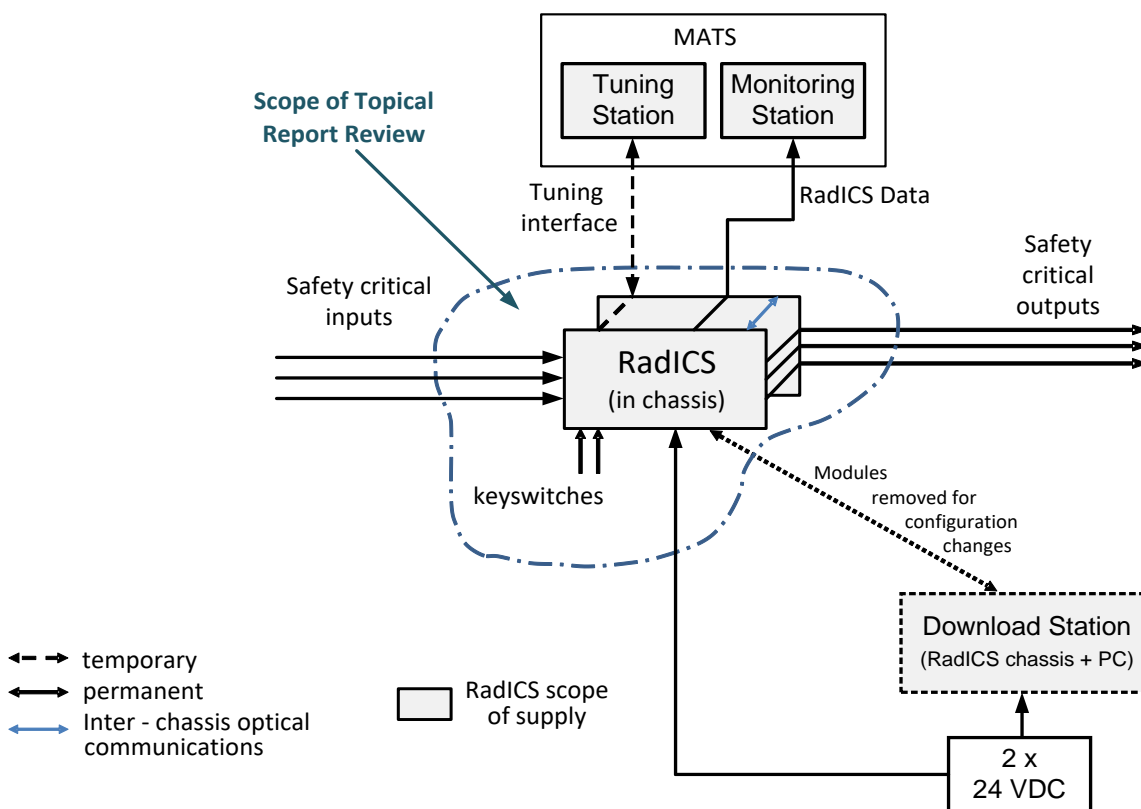 MATS
Tuning
Station
Monitoring
Station
Scope of Topical
Report Review
Tuning
interface
RadICS Data
Safety critical
inputs
Safety
critical
outputs
RadICS
(in chassis)
keyswitches
Modules
removed for
configuration
changes
Download Station
(RadICS chassis + PC)
temporary
permanent
Inter - chassis optical
communications
RadICS scope
of supply
2 x
24 VDC